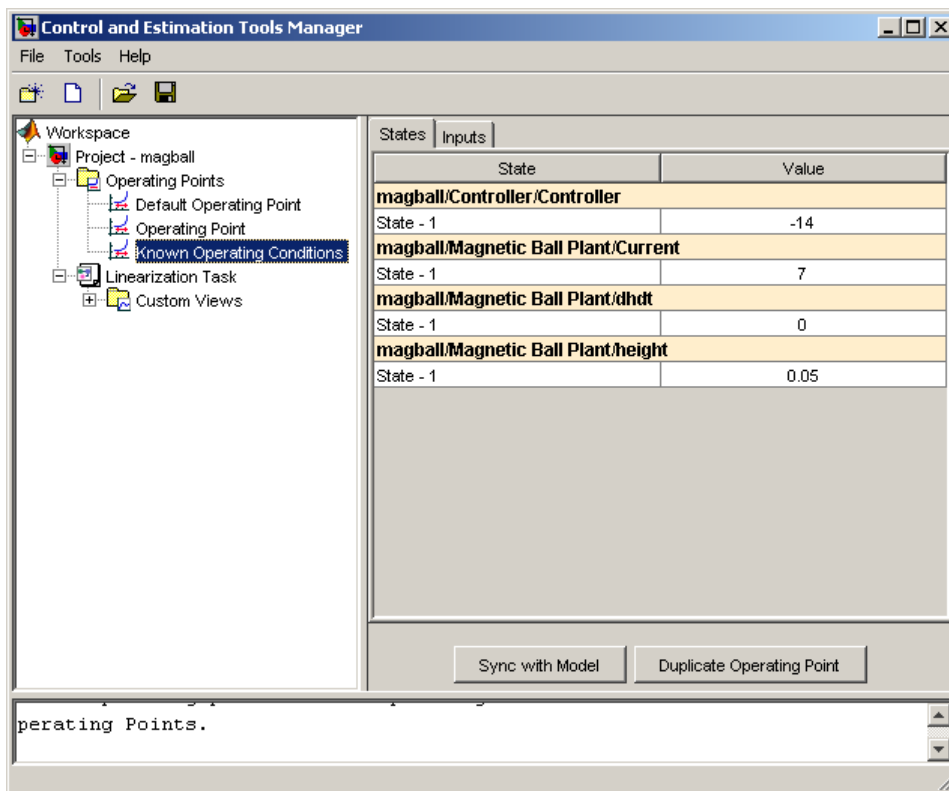 Control and Estimation Tools Manager
File Tools Help
Workspace
Project - magball
Operating Points
Default Operating Point
Operating Point
Known Operating Conditions
Linearization Task
Custom Views
States Inputs
State Value
magball/Controller/Controller
State - 1 -14
magball/Magnetic Ball Plant/Current
State - 1 7
magball/Magnetic Ball Plant/dhdt
State - 1 0
magball/Magnetic Ball Plant/height
State - 1 0.05
Sync with Model Duplicate Operating Point
perating Points.